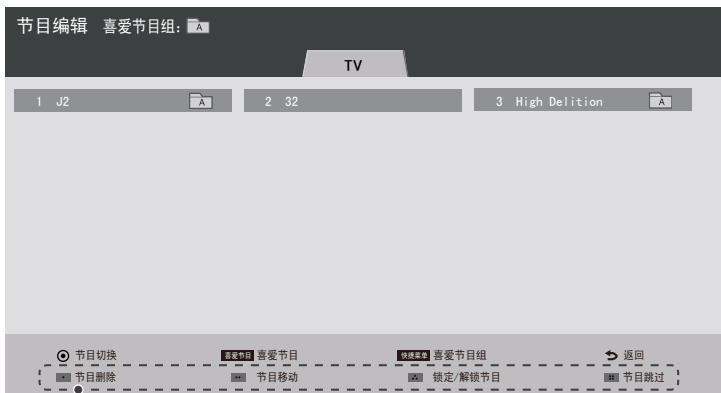 节目编辑 喜爱节目组: A
TV
1 J2 A 2 32 3 High Delition A
节目切换 喜爱节目 喜爱节目 快捷菜单 喜爱节目组 返回
节目删除 节目移动 锁定/解锁节目 节目跳过